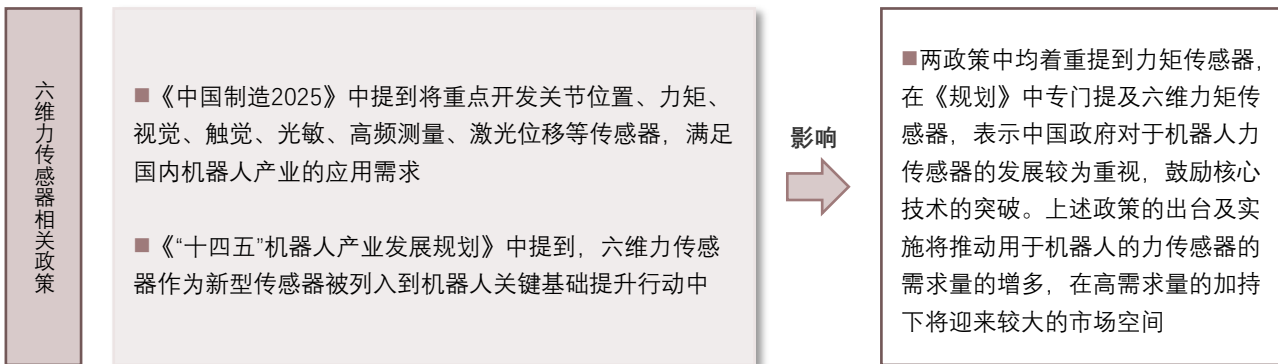 六维力传感器相关政策
■《中国制造2025》中提到将重点开发关节位置、力矩、
视觉、触觉、光敏、高频测量、激光位移等传感器，满足
国内机器人产业的应用需求
■《“十四五”机器人产业发展规划》中提到，六维力传感
器作为新型传感器被列入到机器人关键基础提升行动中
影响
■两政策中均着重提到力矩传感器，
在《规划》中专门提及六维力矩传
感器，表示中国政府对于机器人力
传感器的发展较为重视，鼓励核心
技术的突破。上述政策的出台及实
施将推动用于机器人的力传感器的
需求量的增多，在高需求量的加持
下将迎来较大的市场空间